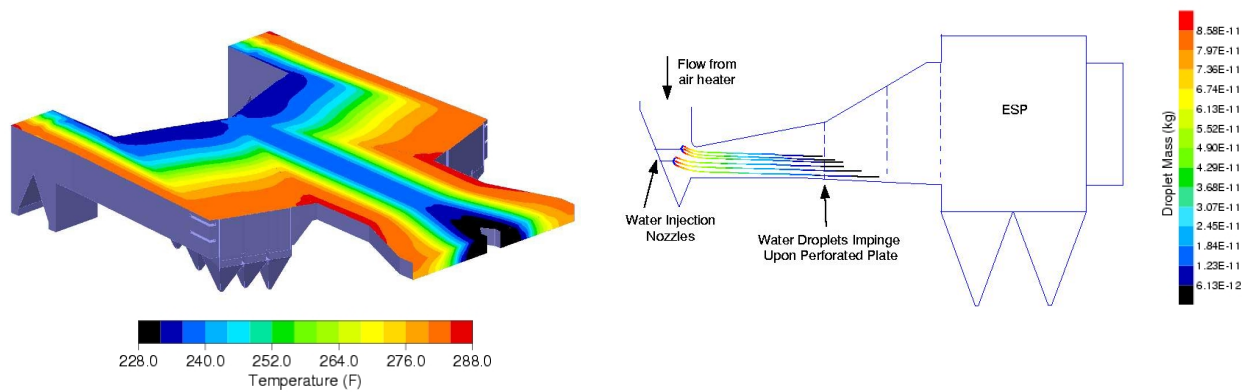 228.0 240.0 252.0 264.0 276.0 288.0
Temperature (F)
Flow from
air heater
Water Injection
Nozzles
Water Droplets Impinge
Upon Perforated Plate
ESP
Droplet Mass (kg)
8.58E-11
7.97E-11
7.36E-11
6.74E-11
6.13E-11
5.52E-11
4.90E-11
4.29E-11
3.68E-11
3.07E-11
2.45E-11
1.84E-11
1.23E-11
6.13E-12